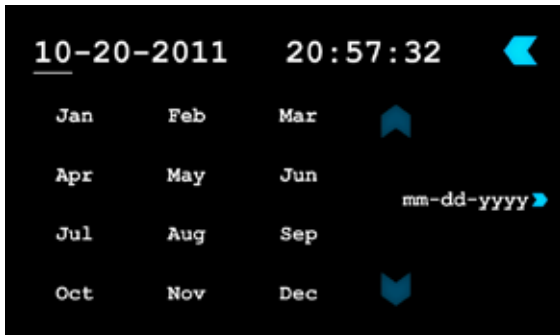 10-20-2011 20:57:32
Jan Feb Mar
Apr May Jun
mm-dd-yyyy
Jul Aug Sep
Oct Nov Dec